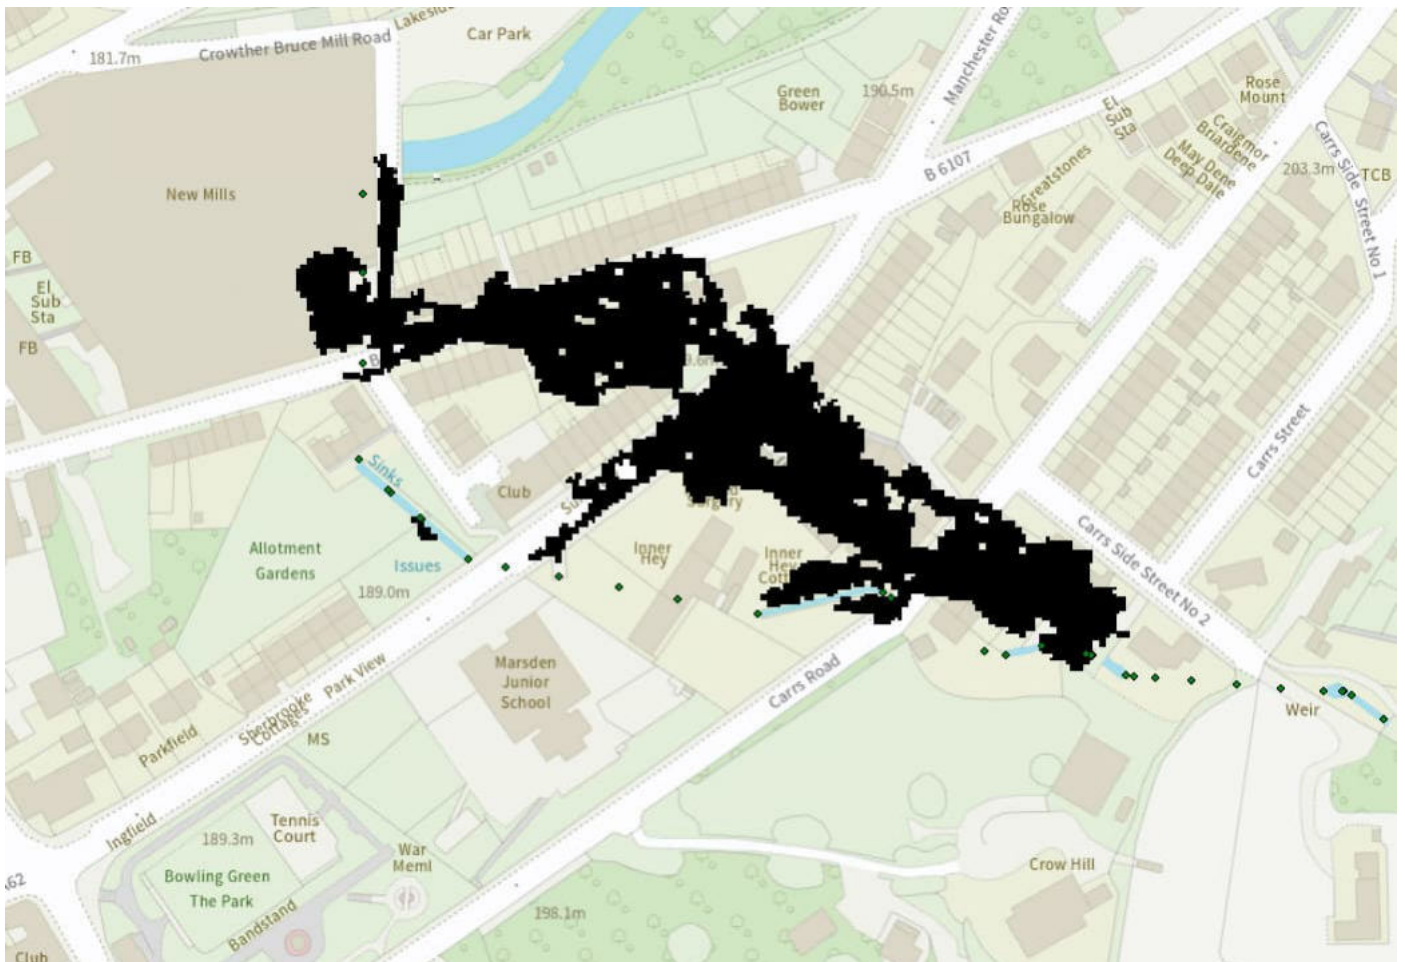 Lakeside
Crowther Bruce Mill Road
Car Park
181.7m
Manchester Ro
Green
Bower
190.5m
Rose
Mount
El
Sub
Sta
Craigmor
Briardene
May Dene
Deep Dale
Carrs Side Street No 1
TCB
203.3m
B 6107
Greatstones
Rose
Bungalow
New Mills
FB
El
Sub
Sta
FB
B
Sinks
Club
Surgery
Carrs Street
Carrs Side Street No 2
Allotment
Gardens
Issues
189.0m
Inner
Hey
Inner
Hey
Marsden
Junior
School
Park View
Sherbrooke
Cottages
Parkfield
MS
Carrs Road
Weir
Ingfield
Tennis
Court
189.3m
War
Meml
Bowling Green
The Park
Bandstand
Crow Hill
198.1m
62
Club